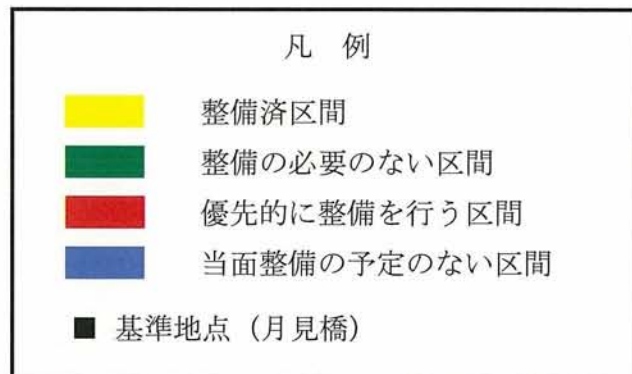 凡 例
整備済区間
整備の必要のない区間
優先的に整備を行う区間
当面整備の予定のない区間
■ 基準地点（月見橋）